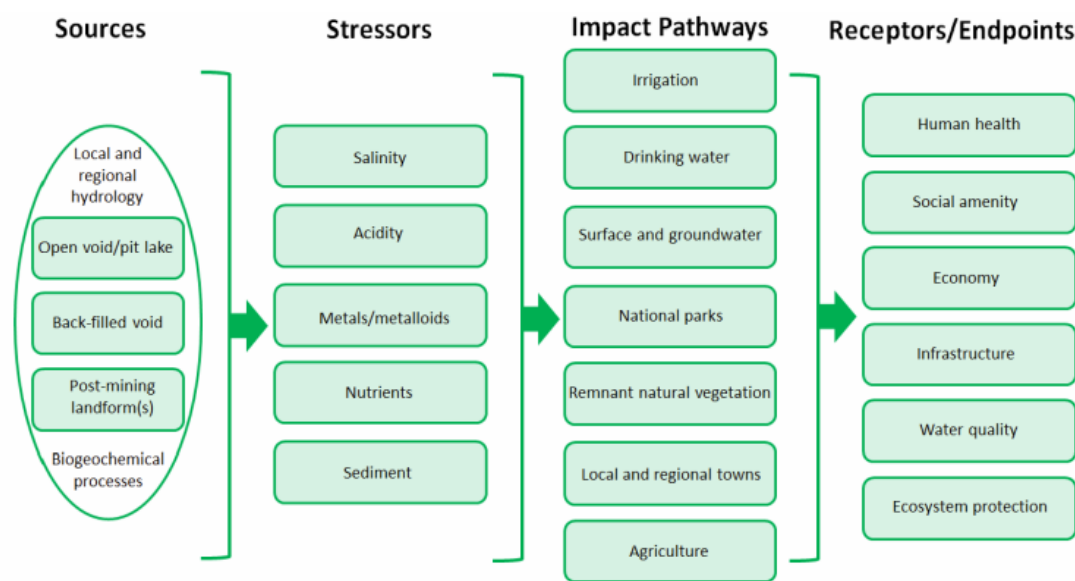 Sources
Local and
regional
hydrology
Open void/pit lake
Back-filled void
Post-mining
landform(s)
Biogeochemical
processes
Stressors
Salinity
Acidity
Metals/metalloids
Nutrients
Sediment
Impact Pathways
Irrigation
Drinking water
Surface and groundwater
National parks
Remnant natural vegetation
Local and regional towns
Agriculture
Receptors/Endpoints
Human health
Social amenity
Economy
Infrastructure
Water quality
Ecosystem protection